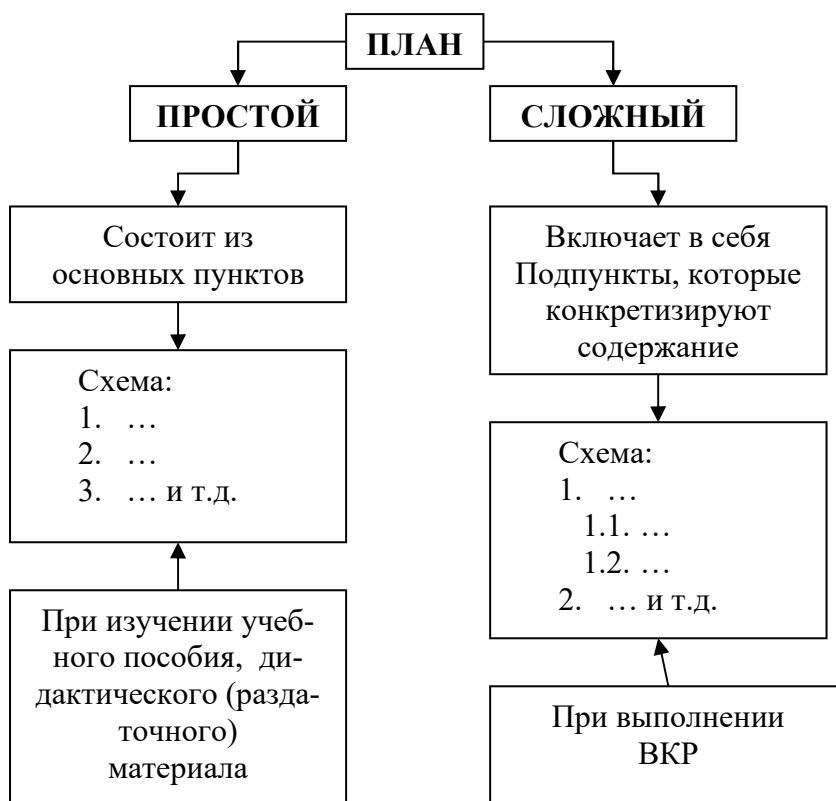 ПЛАН
ПРОСТОЙ
СЛОЖНЫЙ
Состоит из
основных пунктов
Включает в себя
Подпункты, которые
конкретизируют
содержание
Схема:
1. …
2. …
3. … и т.д.
Схема:
1. …
1.1. …
1.2. …
2. … и т.д.
При изучении учеб-
ного пособия, ди-
дактического (разда-
точного)
материала
При выполнении
ВКР